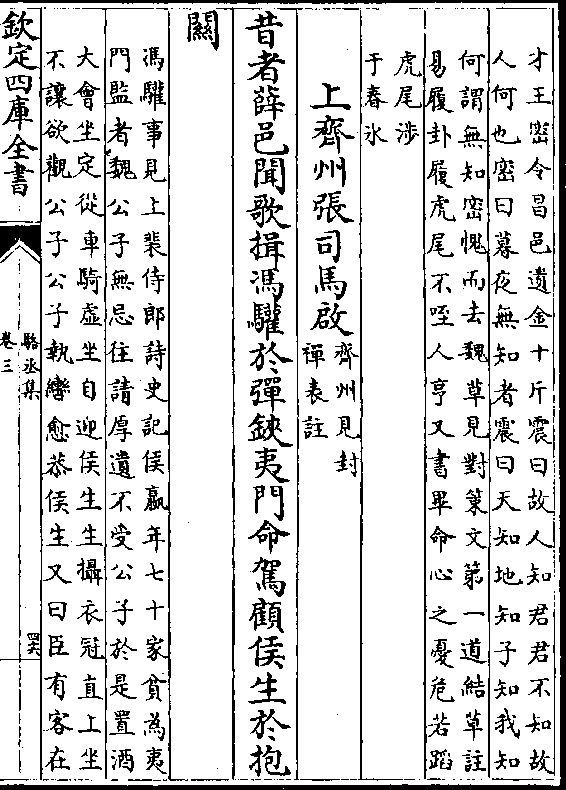 才王密令昌邑遺金十斤震曰故人知君君不知故
人何也密曰暮夜無知者震曰天知地知子知我知
何謂無知密愧而去魏草見對策文第一道結草註
易履卦履虎尾不咥人亨又書畢命心之憂危若蹈
虎尾涉
于春氷
上齊州張司馬啟
齊州見封
禪表註
昔者薛邑聞歌揖馮驩於彈鋏夷門命駕顧侯生於抱
關
馮驩事見上裴侍郎詩史記侯嬴年七十家貧為夷
門監者魏公子無忌往請厚遺不受公子於是置酒
大會坐定從車騎虛坐自迎侯生生攝衣冠直上坐
不讓欲觀公子公子執轡愈恭侯生又曰臣有客在
欽定四庫全書
駱丞集
卷三